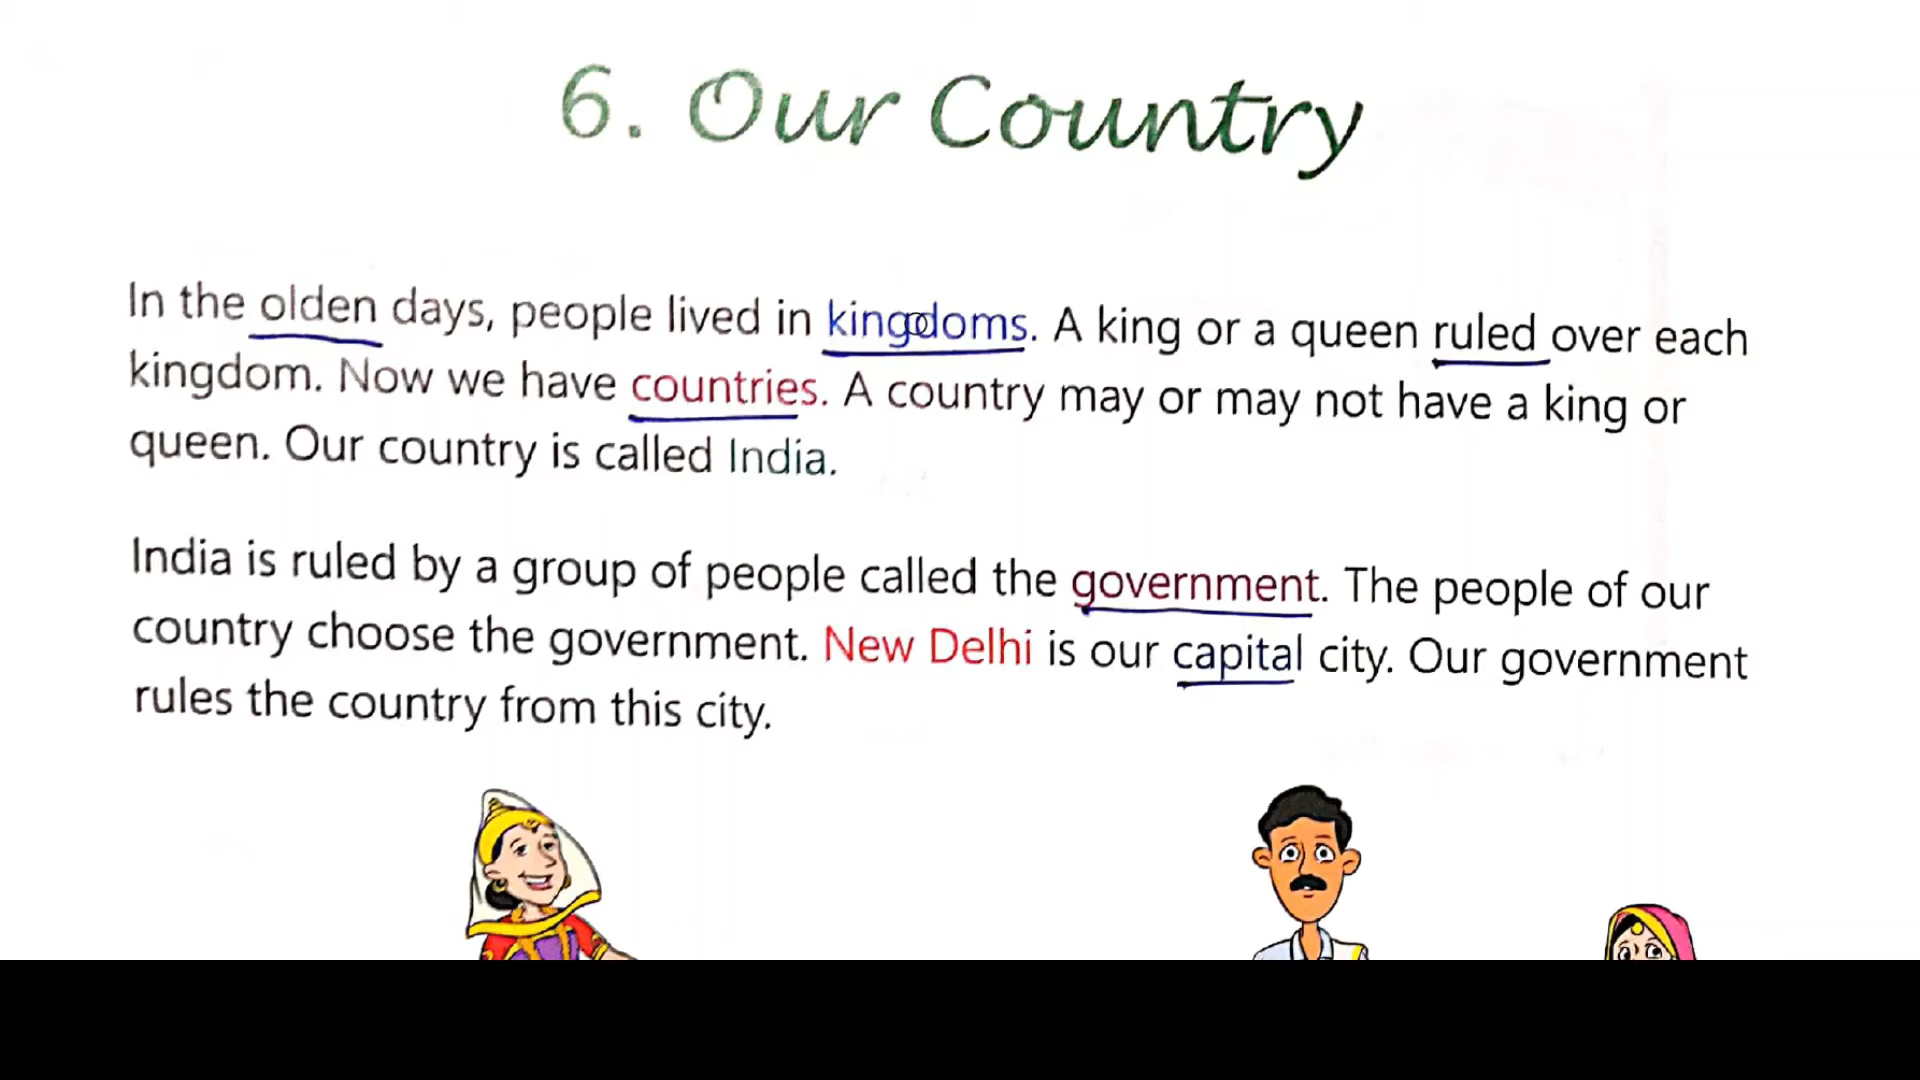 6. Our Country
In the olden days, people lived in kingdoms. A king or a queen ruled over each
kingdom. Now we have countries. A country may or may not have a king or
queen. Our country is called India.
India is ruled by a group of people called the government. The people of our
country choose the government. New Delhi is our capital city. Our government
rules the country from this city.